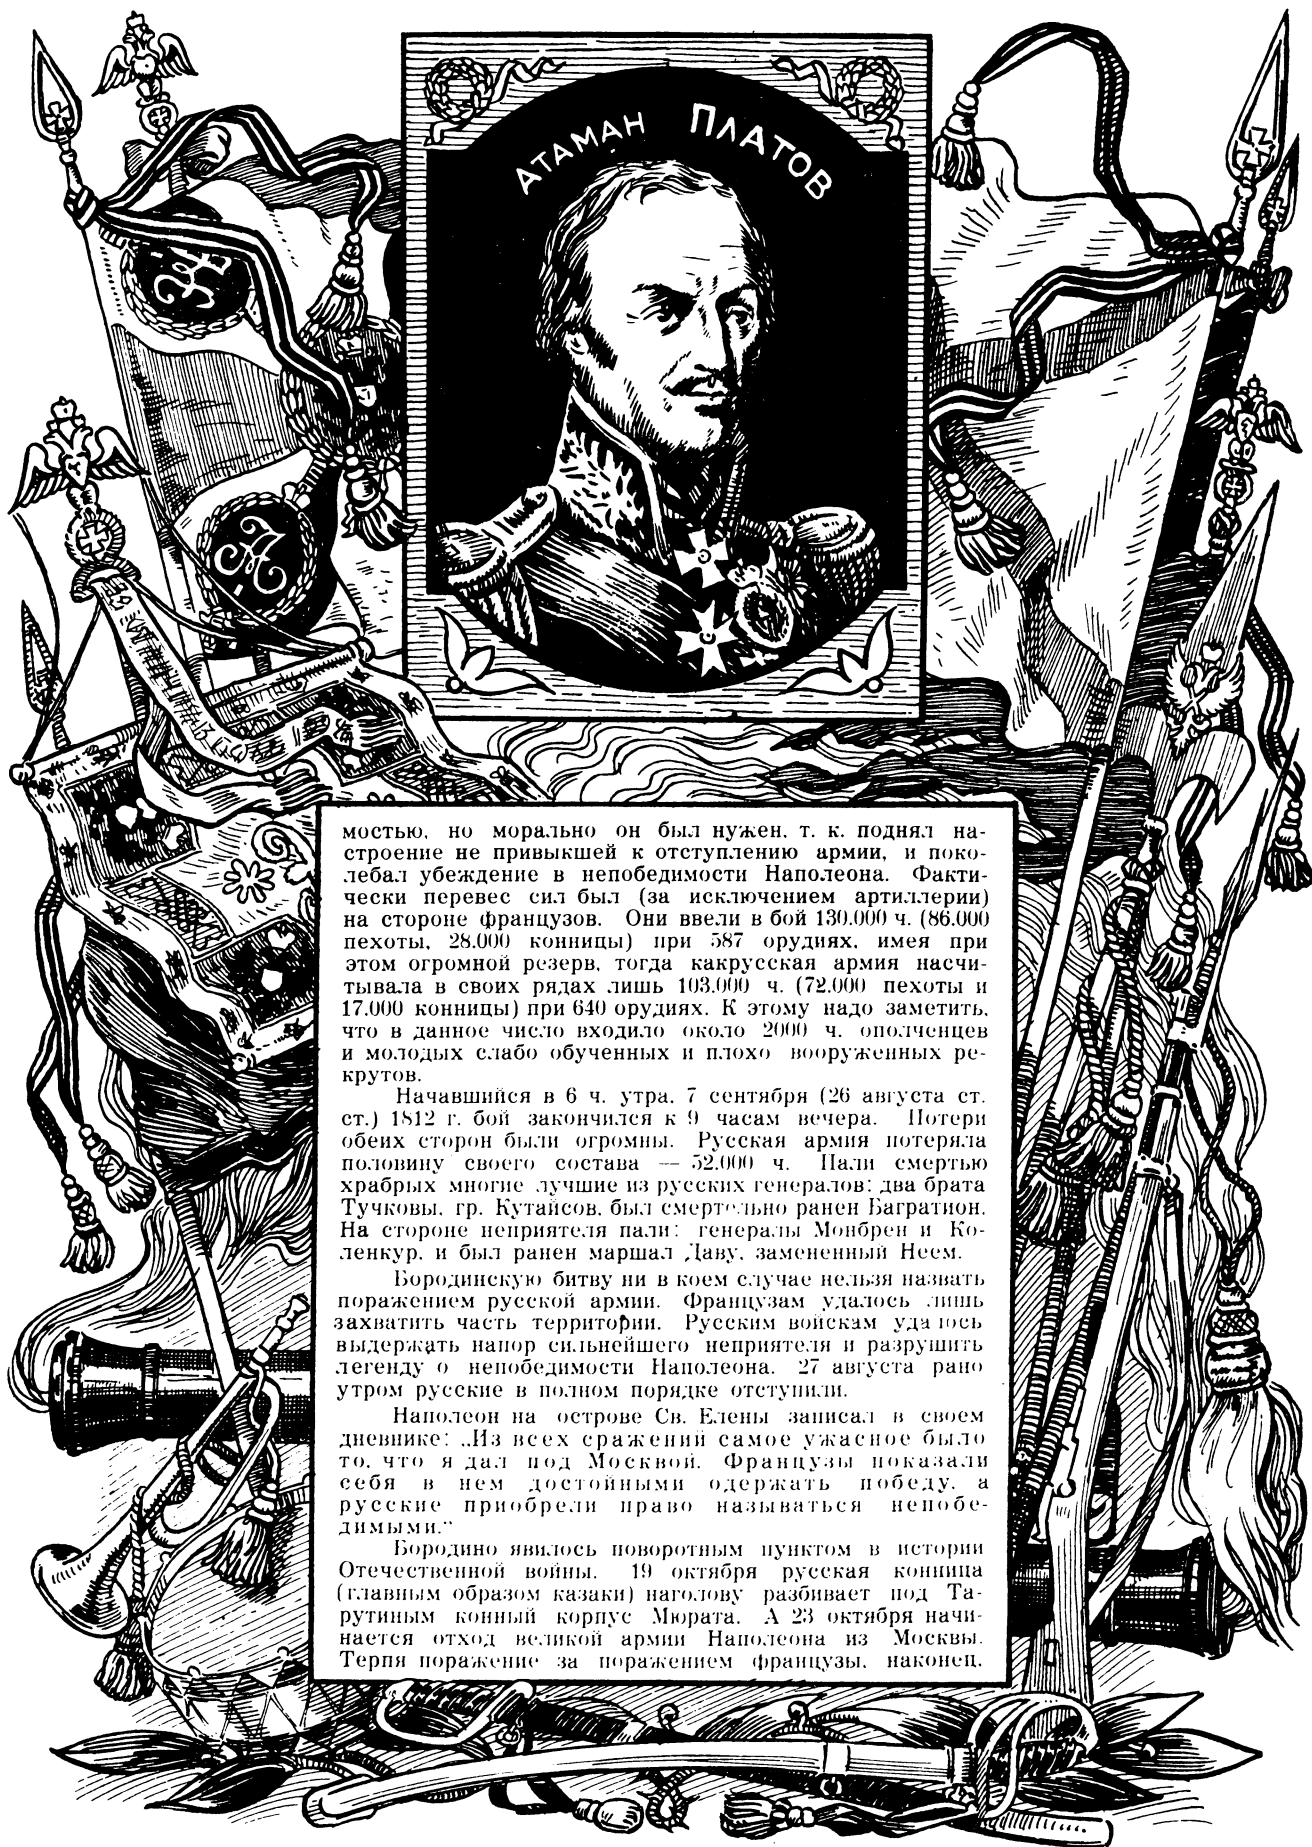 АТАМАН ПЛАТОВ
мостью, но морально он был нужен, т. к. поднял на-
строение не привыкшей к отступлению армии, и поко-
лебал убеждение в непобедимости Наполеона. Факти-
чески перевес сил был (за исключением артиллерии)
на стороне французов. Они ввели в бой 130.000 ч. (86.000
пехоты, 28.000 конницы) при 587 орудиях, имея при
этом огромной резерв, тогда какрусская армия насчи-
тывала в своих рядах лишь 103.000 ч. (72.000 пехоты и
17.000 конницы) при 640 орудиях. К этому надо заметить,
что в данное число входило около 2000 ч. ополченцев
и молодых слабо обученных и плохо вооруженных ре-
крутов.
Начавшийся в 6 ч. утра, 7 сентября (26 августа ст.
ст.) 1812 г. бой закончился к 9 часам вечера. Потери
обеих сторон были огромны. Русская армия потеряла
половину своего состава — 52.000 ч. Пали смертью
храбрых многие лучшие из русских генералов: два брата
Тучковы, гр. Кутайсов, был смертельно ранен Багратион.
На стороне неприятеля пали: генералы Монбрен и Ко-
ленкур, и был ранен маршал Даву, замененный Неем.
Бородинскую битву ни в коем случае нельзя назвать
поражением русской армии. Французам удалось лишь
захватить часть территории. Русским войскам удалось
выдержать напор сильнейшего неприятеля и разрушить
легенду о непобедимости Наполеона. 27 августа рано
утром русские в полном порядке отступили.
Наполеон на острове Св. Елены записал в своем
дневнике: „Из всех сражений самое ужасное было
то, что я дал под Москвой. Французы показали
себя в нем достойными одержать победу, а
русские приобрели право называться непобе-
димыми."
Бородино явилось поворотным пунктом в истории
Отечественной войны. 19 октября русская конница
(главным образом казаки) наголову разбивает под Та-
рутиным конный корпус Мюрата. А 23 октября начи-
нается отход великой армии Наполеона из Москвы.
Терпя поражение за поражением французы, наконец,